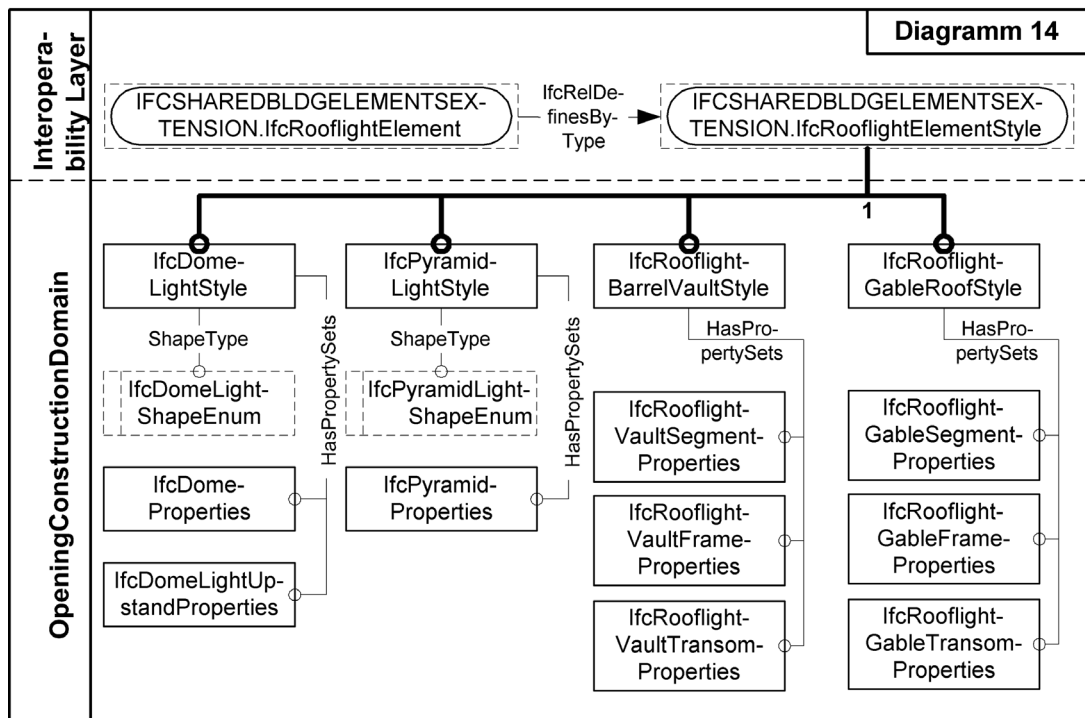 Diagramm 14
Interopera-
bility Layer
IFCSHAREDBLDGELEMENTSEX-
TENSION.IfcRooflightElement
IfcRelDe-
finesBy-
Type
IFCSHAREDBLDGELEMENTSEX-
TENSION.IfcRooflightElementStyle
1
OpeningConstructionDomain
IfcDome-
LightStyle
ShapeType
IfcDomeLight-
ShapeEnum
HasPropertySets
IfcDome-
Properties
IfcDomeLightUp-
standProperties
IfcPyramid-
LightStyle
ShapeType
IfcPyramidLight-
ShapeEnum
HasPropertySets
IfcPyramid-
Properties
IfcRooflight-
BarrelVaultStyle
HasPro-
pertySets
IfcRooflight-
VaultSegment-
Properties
IfcRooflight-
VaultFrame-
Properties
IfcRooflight-
VaultTransom-
Properties
IfcRooflight-
GableRoofStyle
HasPro-
pertySets
IfcRooflight-
GableSegment-
Properties
IfcRooflight-
GableFrame-
Properties
IfcRooflight-
GableTransom-
Properties